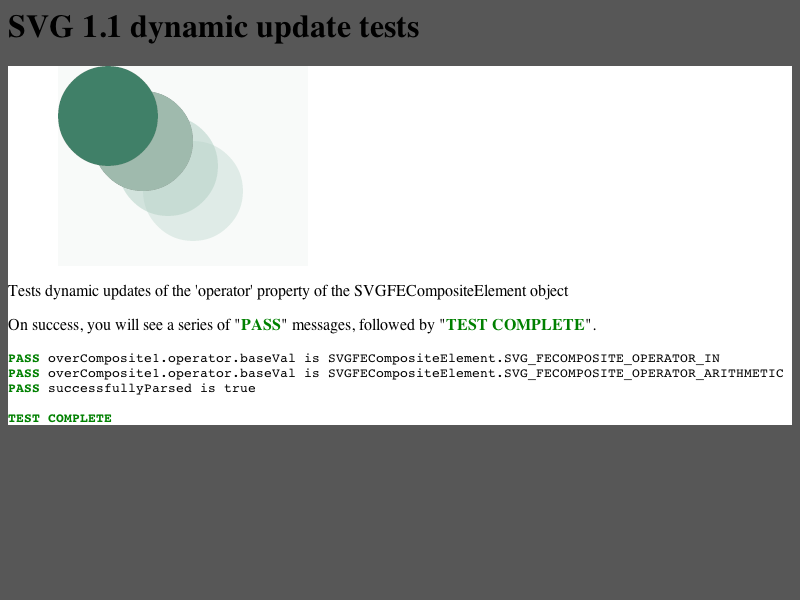 SVG 1.1 dynamic update tests
Tests dynamic updates of the 'operator' property of the SVGFECompositeElement object
On success, you will see a series of "PASS" messages, followed by "TEST COMPLETE".
PASS overComposite1.operator.baseVal is SVGFECompositeElement.SVG_FECOMPOSITE_OPERATOR_IN
PASS overComposite1.operator.baseVal is SVGFECompositeElement.SVG_FECOMPOSITE_OPERATOR_ARITHMETIC
PASS successfullyParsed is true
TEST COMPLETE